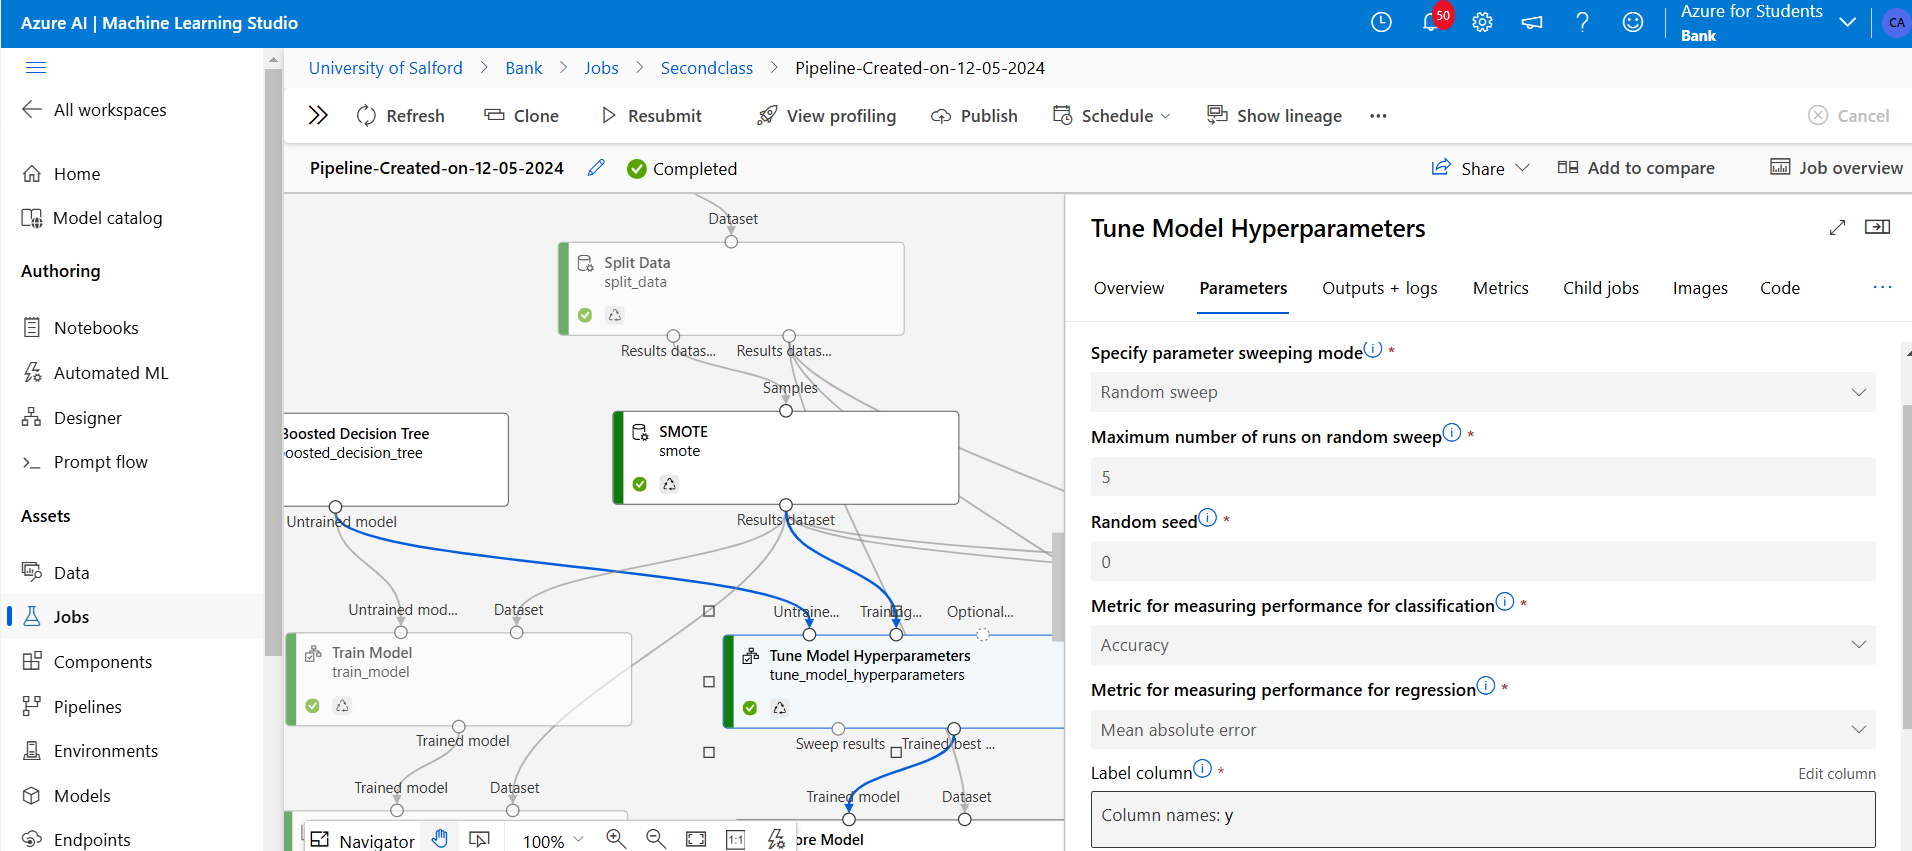 Azure AI | Machine Learning Studio
50
Azure for Students
Bank
CA
All workspaces
Home
Model catalog
Authoring
Notebooks
Automated ML
Designer
Prompt flow
Assets
Data
Jobs
Components
Pipelines
Environments
Models
Endpoints
University of Salford > Bank > Jobs > Secondclass > Pipeline-Created-on-12-05-2024
Refresh Clone Resubmit View profiling Publish Schedule Show lineage ... Cancel
Pipeline-Created-on-12-05-2024 Completed Share Add to compare Job overview
Dataset
Split Data
split_data
Results datas... Results datas...
Samples
Boosted Decision Tree
oosted_decision_tree
Untrained model
SMOTE
smote
Results dataset
Untrained mod... Dataset
Train Model
train_model
Trained model
Trained model Dataset
Untraine... Training... Optional...
Tune Model Hyperparameters
tune_model_hyperparameters
Sweep results Trained best ...
Trained model Dataset
ore Model
Navigator 100% 1:1
Tune Model Hyperparameters
Overview Parameters Outputs + logs Metrics Child jobs Images Code ...
Specify parameter sweeping mode *
Random sweep
Maximum number of runs on random sweep *
5
Random seed *
0
Metric for measuring performance for classification *
Accuracy
Metric for measuring performance for regression *
Mean absolute error
Label column * Edit column
Column names: y